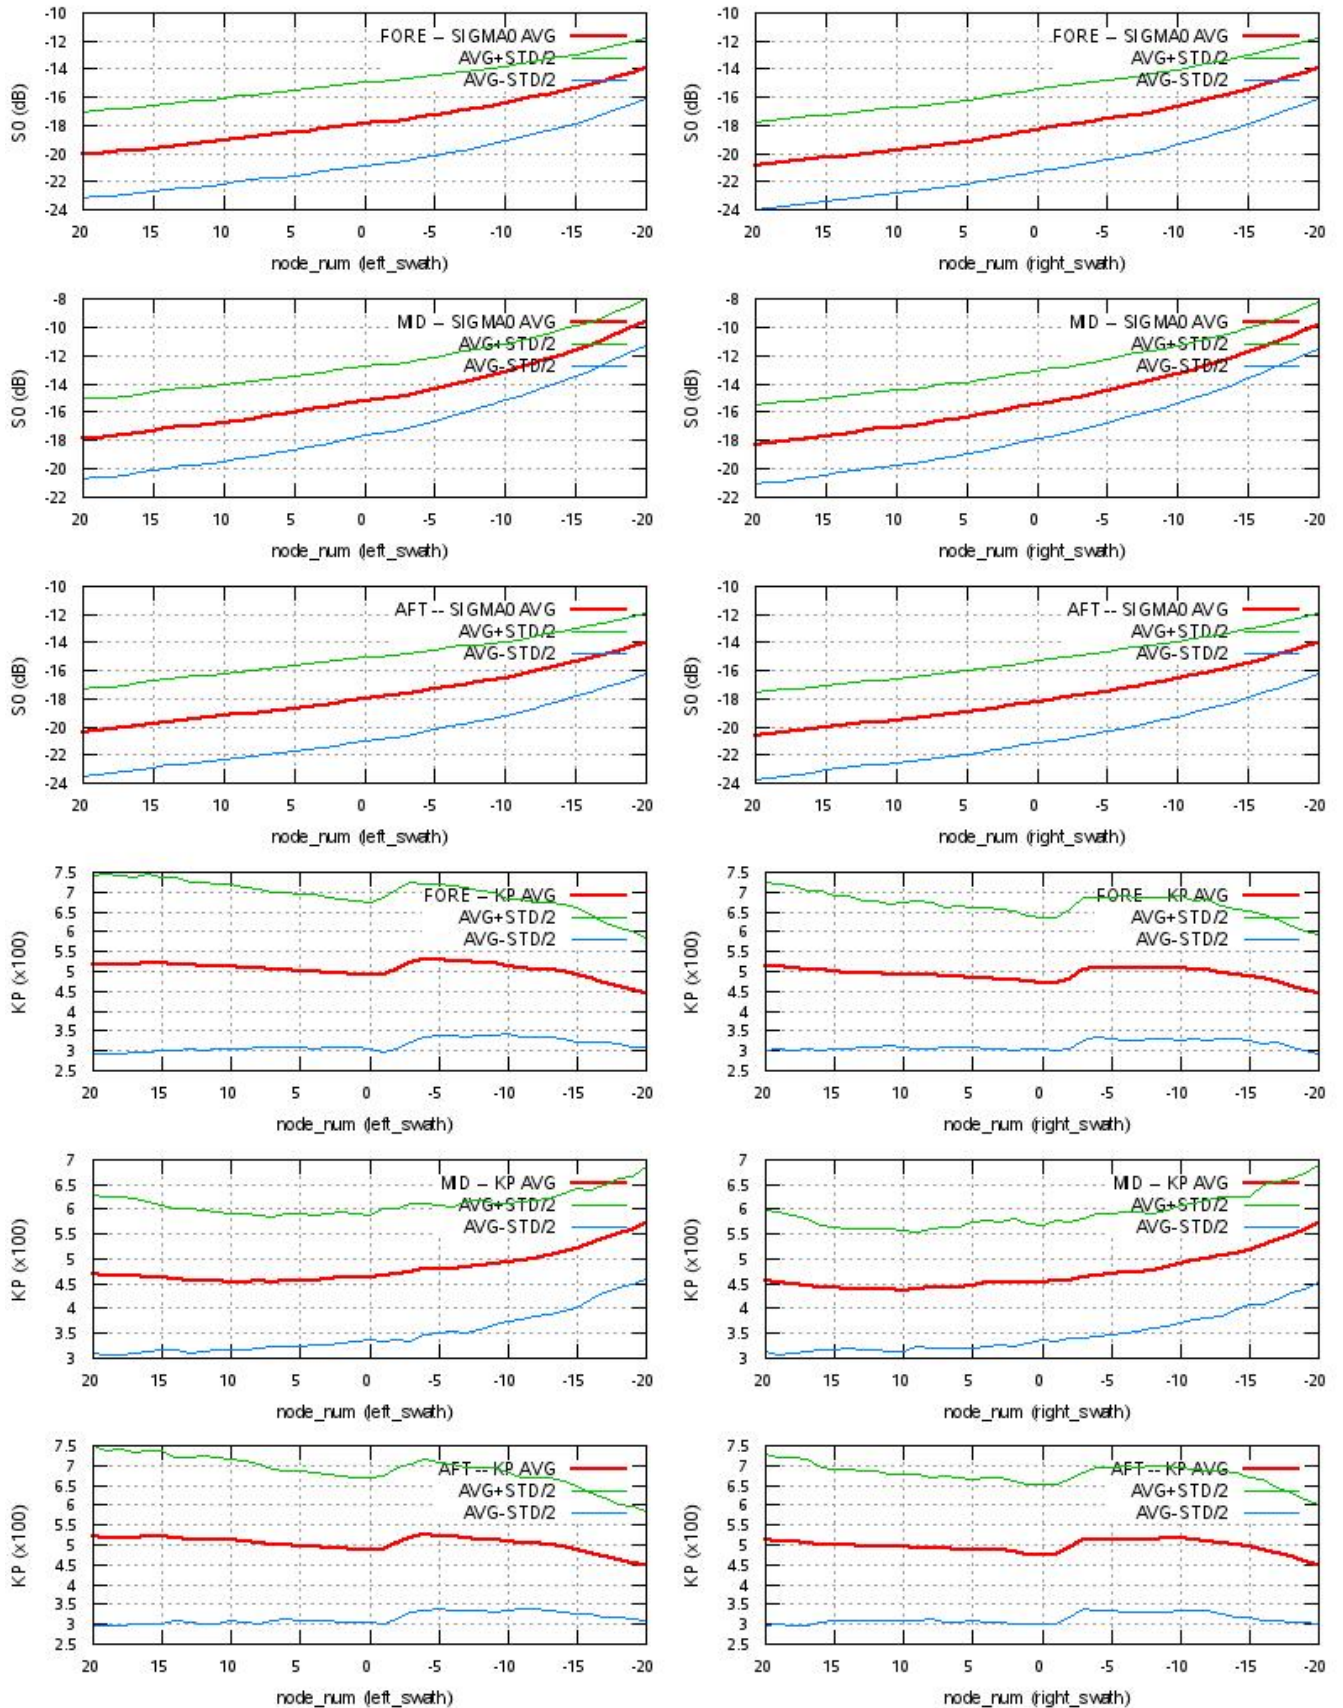 -10
-12
-14
-16
-18
-20
-22
-24
S0 (dB)
FORE -- SIGMA0 AVG
AVG+STD/2
AVG-STD/2
20 15 10 5 0 -5 -10 -15 -20
node_num (left_swath)
-10
-12
-14
-16
-18
-20
-22
-24
S0 (dB)
FORE -- SIGMA0 AVG
AVG+STD/2
AVG-STD/2
20 15 10 5 0 -5 -10 -15 -20
node_num (right_swath)
-8
-10
-12
-14
-16
-18
-20
-22
S0 (dB)
MID -- SIGMA0 AVG
AVG+STD/2
AVG-STD/2
20 15 10 5 0 -5 -10 -15 -20
node_num (left_swath)
-8
-10
-12
-14
-16
-18
-20
-22
S0 (dB)
MID -- SIGMA0 AVG
AVG+STD/2
AVG-STD/2
20 15 10 5 0 -5 -10 -15 -20
node_num (right_swath)
-10
-12
-14
-16
-18
-20
-22
-24
S0 (dB)
AFT -- SIGMA0 AVG
AVG+STD/2
AVG-STD/2
20 15 10 5 0 -5 -10 -15 -20
node_num (left_swath)
-10
-12
-14
-16
-18
-20
-22
-24
S0 (dB)
AFT -- SIGMA0 AVG
AVG+STD/2
AVG-STD/2
20 15 10 5 0 -5 -10 -15 -20
node_num (right_swath)
7.5
7
6.5
6
5.5
5
4.5
4
3.5
3
2.5
KP (x100)
FORE -- KP AVG
AVG+STD/2
AVG-STD/2
20 15 10 5 0 -5 -10 -15 -20
node_num (left_swath)
7.5
7
6.5
6
5.5
5
4.5
4
3.5
3
2.5
KP (x100)
FORE -- KP AVG
AVG+STD/2
AVG-STD/2
20 15 10 5 0 -5 -10 -15 -20
node_num (right_swath)
7
6.5
6
5.5
5
4.5
4
3.5
3
KP (x100)
MID -- KP AVG
AVG+STD/2
AVG-STD/2
20 15 10 5 0 -5 -10 -15 -20
node_num (left_swath)
7
6.5
6
5.5
5
4.5
4
3.5
3
KP (x100)
MID -- KP AVG
AVG+STD/2
AVG-STD/2
20 15 10 5 0 -5 -10 -15 -20
node_num (right_swath)
7.5
7
6.5
6
5.5
5
4.5
4
3.5
3
2.5
KP (x100)
AFT -- KP AVG
AVG+STD/2
AVG-STD/2
20 15 10 5 0 -5 -10 -15 -20
node_num (left_swath)
7.5
7
6.5
6
5.5
5
4.5
4
3.5
3
2.5
KP (x100)
AFT -- KP AVG
AVG+STD/2
AVG-STD/2
20 15 10 5 0 -5 -10 -15 -20
node_num (right_swath)